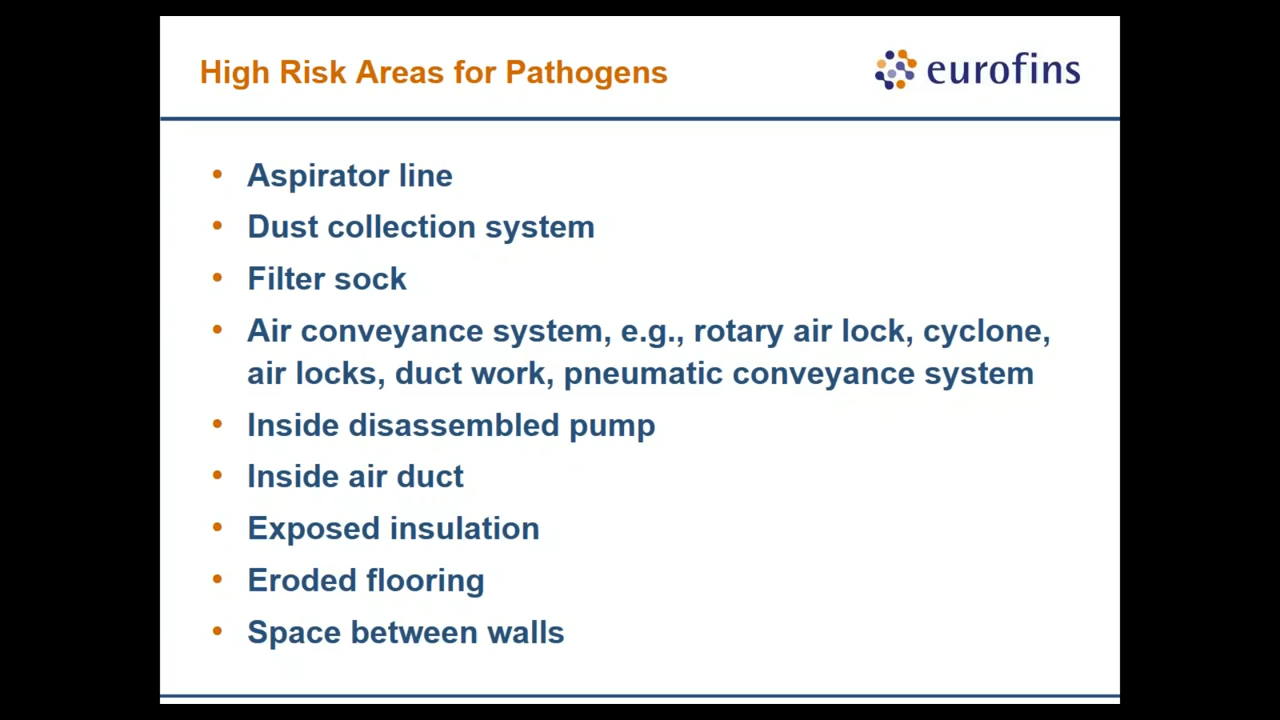 High Risk Areas for Pathogens
eurofins
• Aspirator line
• Dust collection system
• Filter sock
• Air conveyance system, e.g., rotary air lock, cyclone,
air locks, duct work, pneumatic conveyance system
• Inside disassembled pump
• Inside air duct
• Exposed insulation
• Eroded flooring
• Space between walls